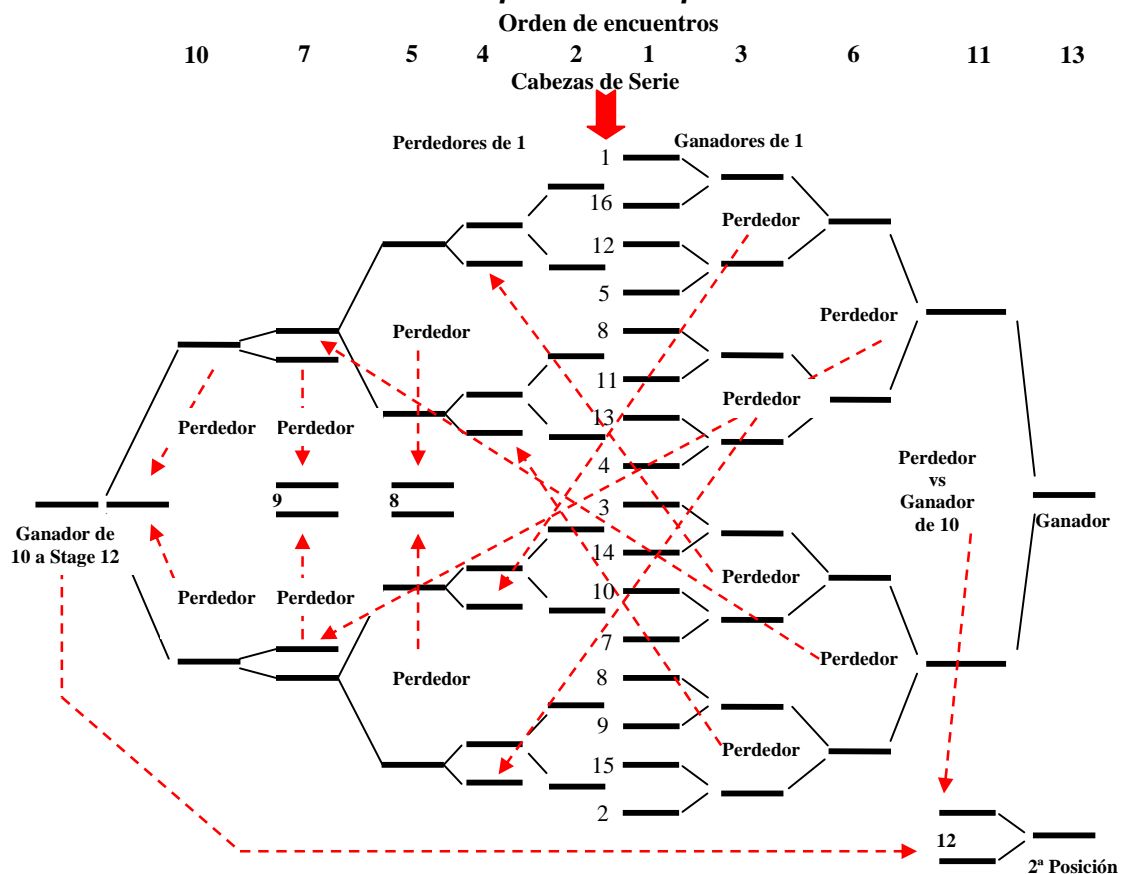 Orden de encuentros
10 7 5 4 2 1 3 6 11 13
Cabezas de Serie
Perdedores de 1
Ganadores de 1
1
16
Perdedor
12
5
Perdedor
8
Perdedor
11
Perdedor
13
Perdedor
Perdedor
4
Perdedor
vs
Ganador
de 10
9
8
3
Ganador
Ganador de
10 a Stage 12
14
Perdedor
10
Perdedor
Perdedor
7
Perdedor
8
Perdedor
9
Perdedor
15
2
12
2ª Posición